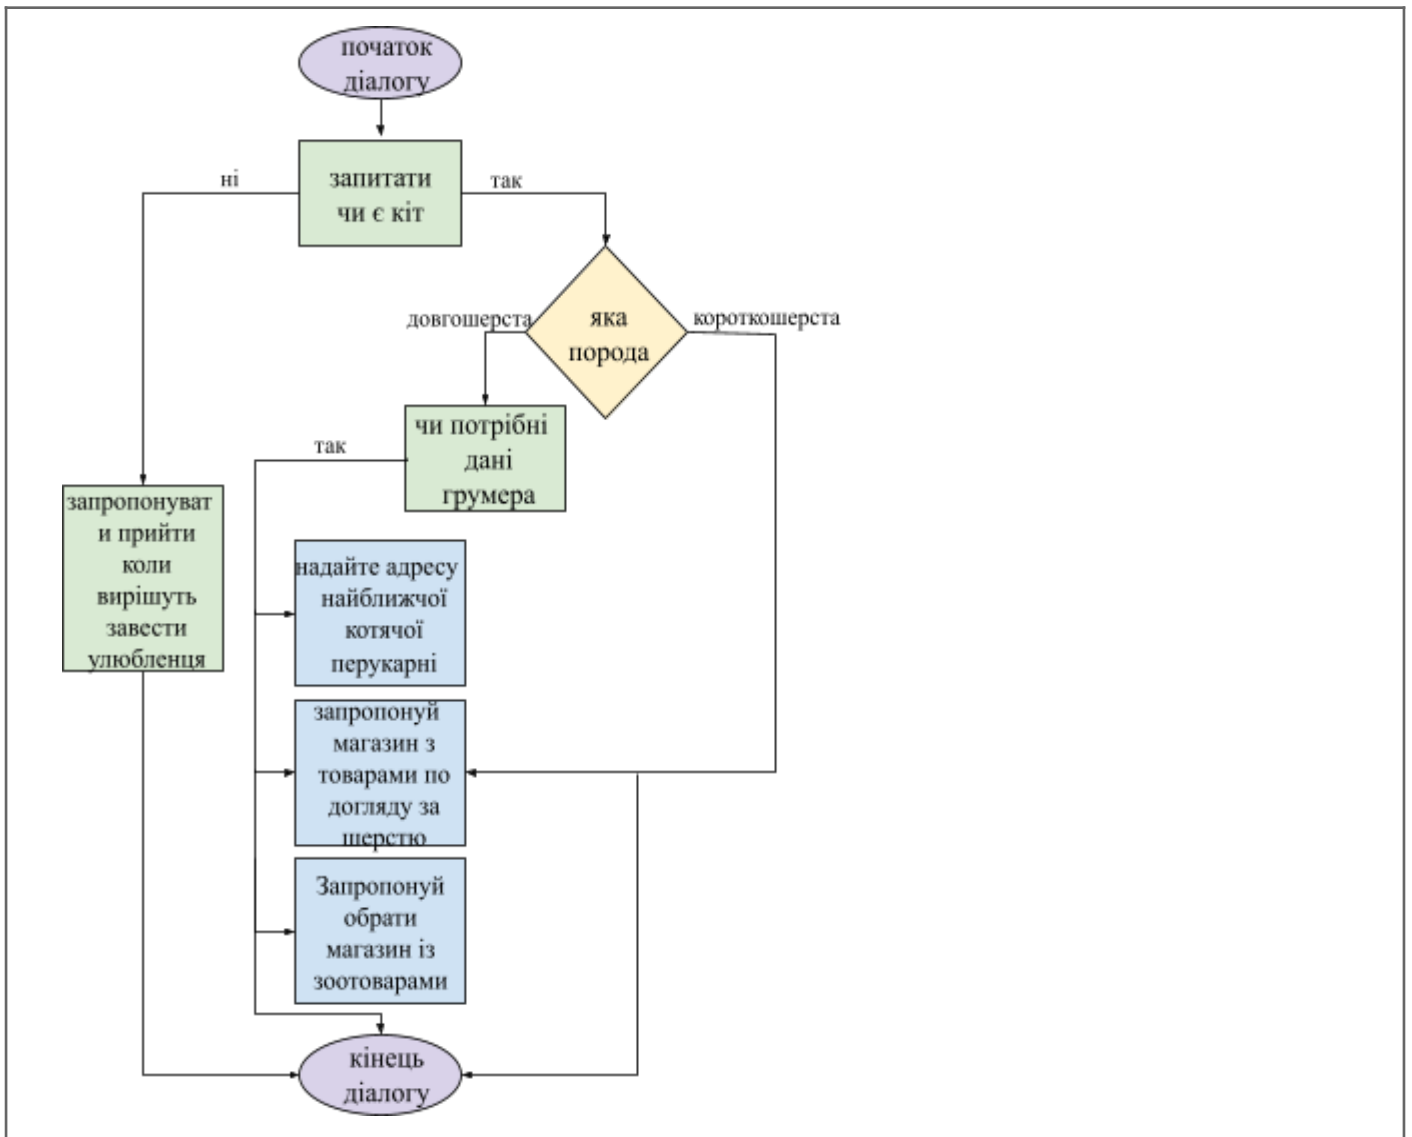 початок
діалогу
запитати
чи є кіт
ні
так
яка
порода
довгошерста
короткошерста
чи потрібні
дані
грумера
так
запропонуват
и прийти
коли
вирішуть
завести
улюбленця
надайте адресу
найближчої
котячої
перукарні
запропонуй
магазин з
товарами по
догляду за
шерстю
Запропонуй
обрати
магазин із
зоотоварами
кінець
діалогу